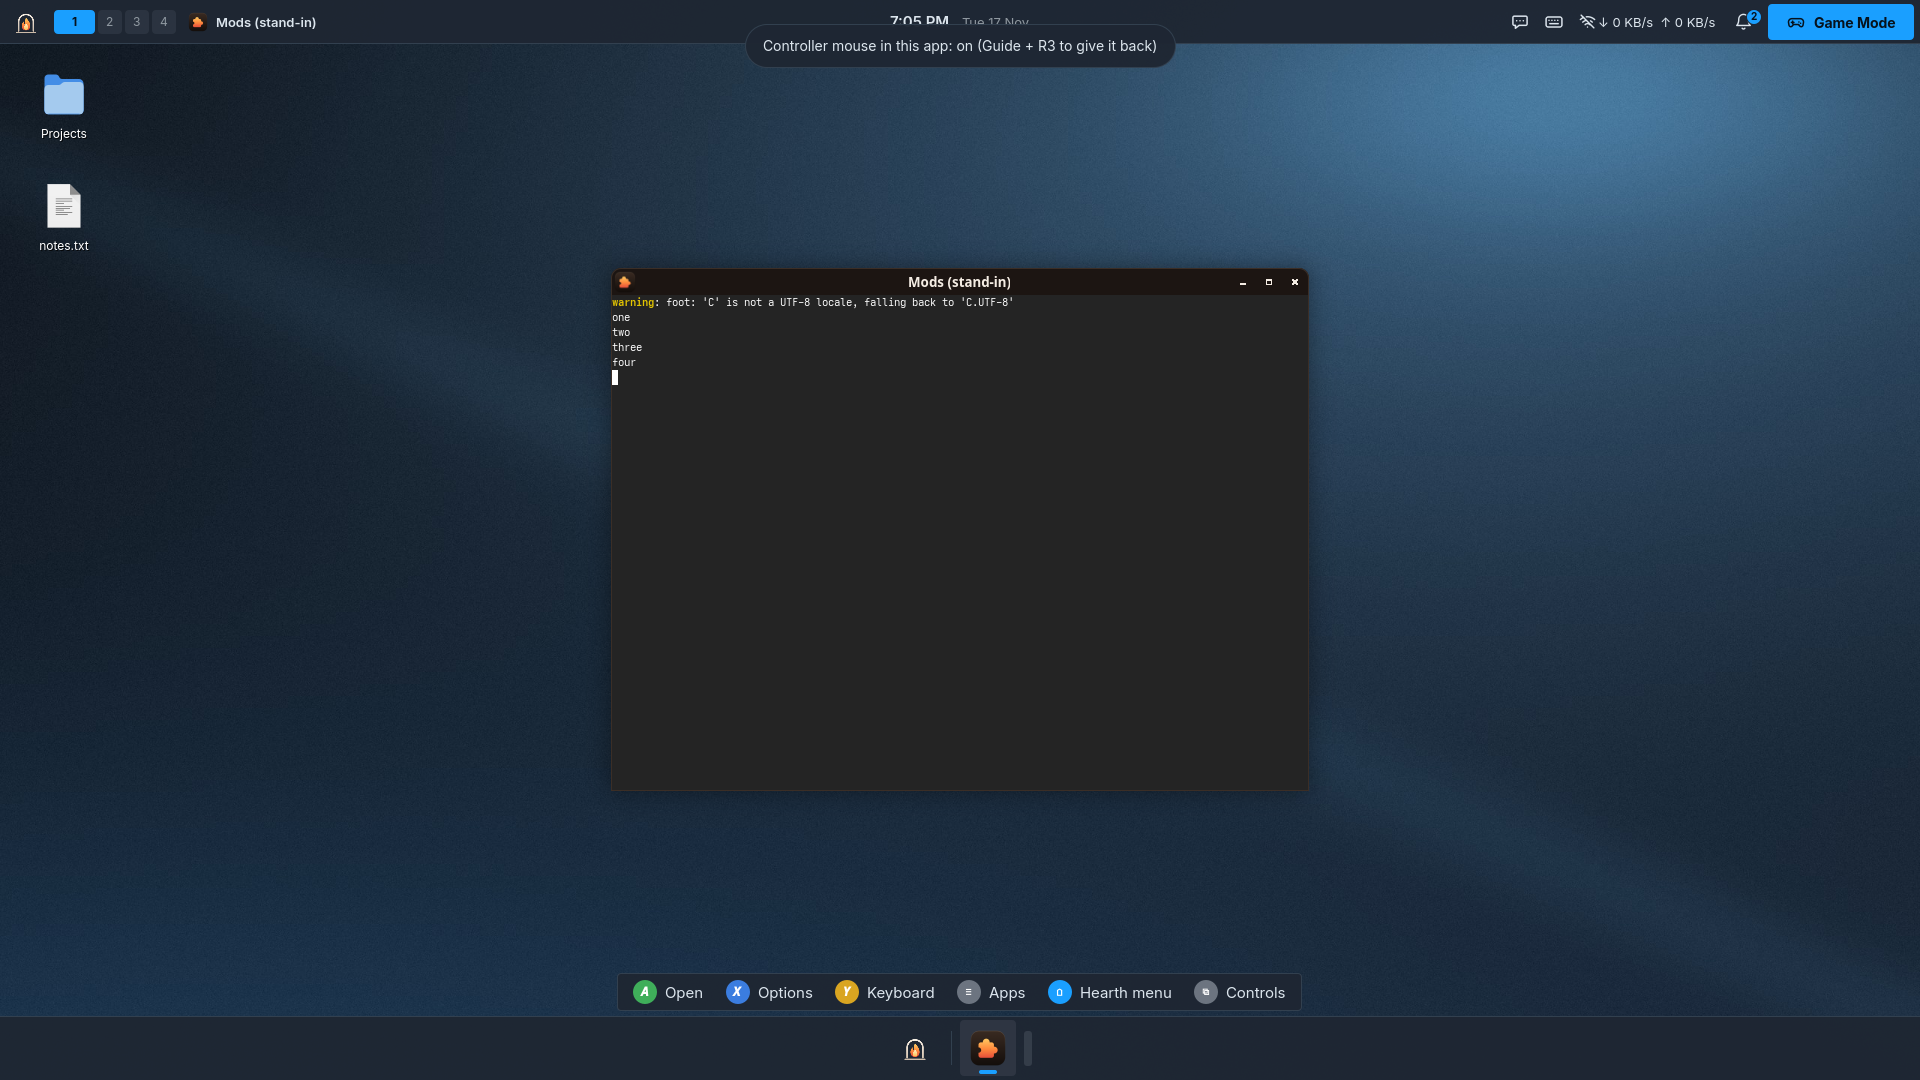 1 2 3 4 Mods (stand-in)
7:05 PM Tue 17 Nov
↓ 0 KB/s ↑ 0 KB/s
2
Game Mode
Controller mouse in this app: on (Guide + R3 to give it back)
Projects
notes.txt
Mods (stand-in)
warning: foot: 'C' is not a UTF-8 locale, falling back to 'C.UTF-8'
one
two
three
four
A Open X Options Y Keyboard Apps Hearth menu Controls